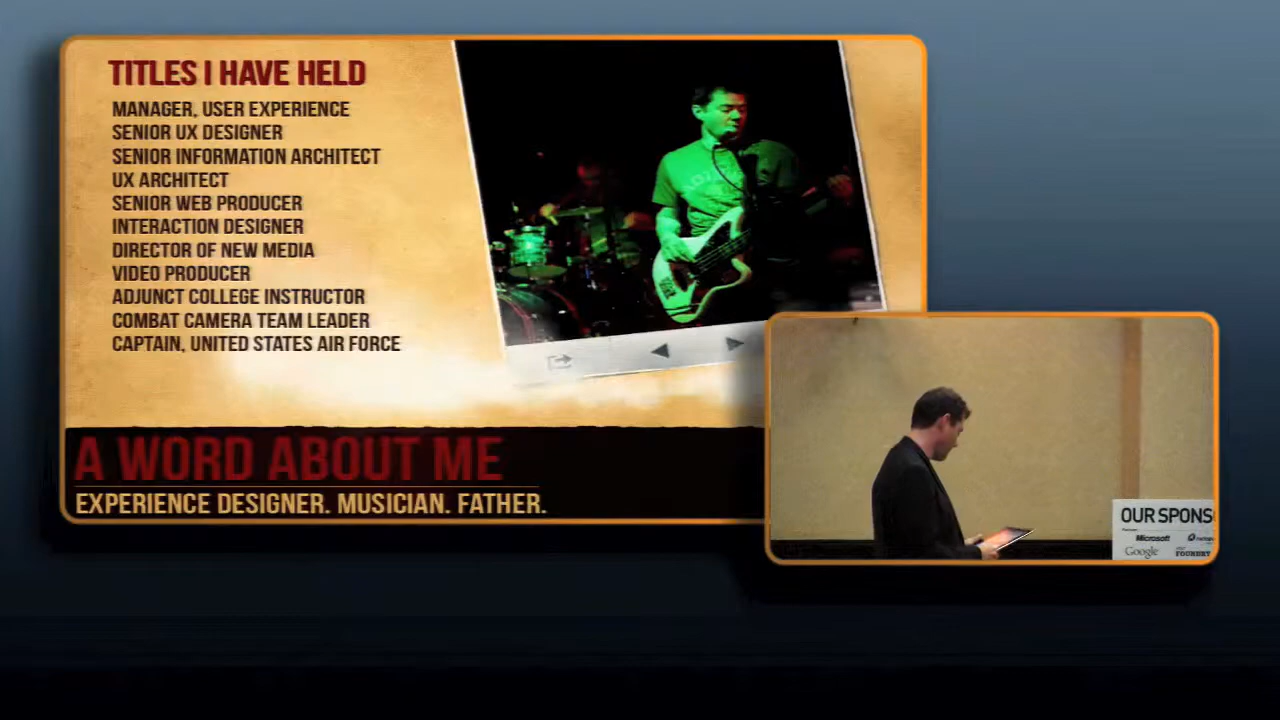 TITLES I HAVE HELD
MANAGER, USER EXPERIENCE
SENIOR UX DESIGNER
SENIOR INFORMATION ARCHITECT
UX ARCHITECT
SENIOR WEB PRODUCER
INTERACTION DESIGNER
DIRECTOR OF NEW MEDIA
VIDEO PRODUCER
ADJUNCT COLLEGE INSTRUCTOR
COMBAT CAMERA TEAM LEADER
CAPTAIN, UNITED STATES AIR FORCE
A WORD ABOUT ME
EXPERIENCE DESIGNER. MUSICIAN. FATHER.
OUR SPONS
Microsoft
Google
FOUNDRY